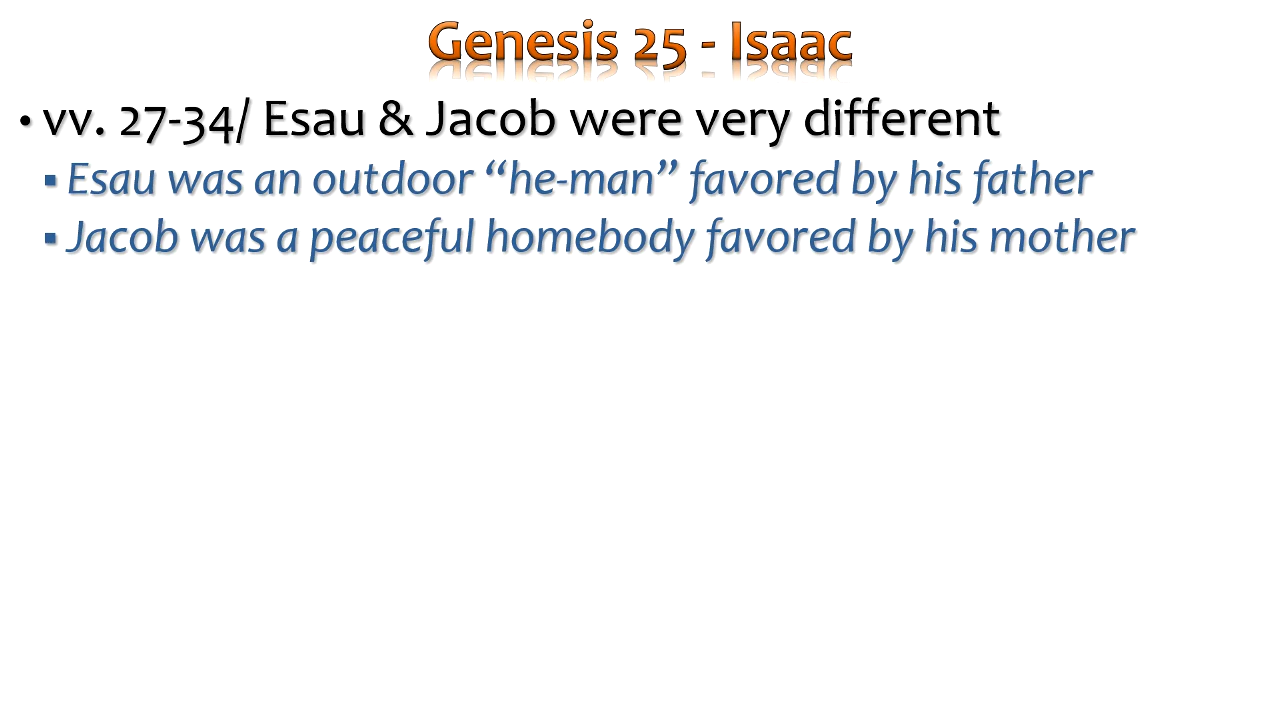 Genesis 25 - Isaac
• vv. 27-34/ Esau & Jacob were very different
▪ Esau was an outdoor “he-man” favored by his father
▪ Jacob was a peaceful homebody favored by his mother